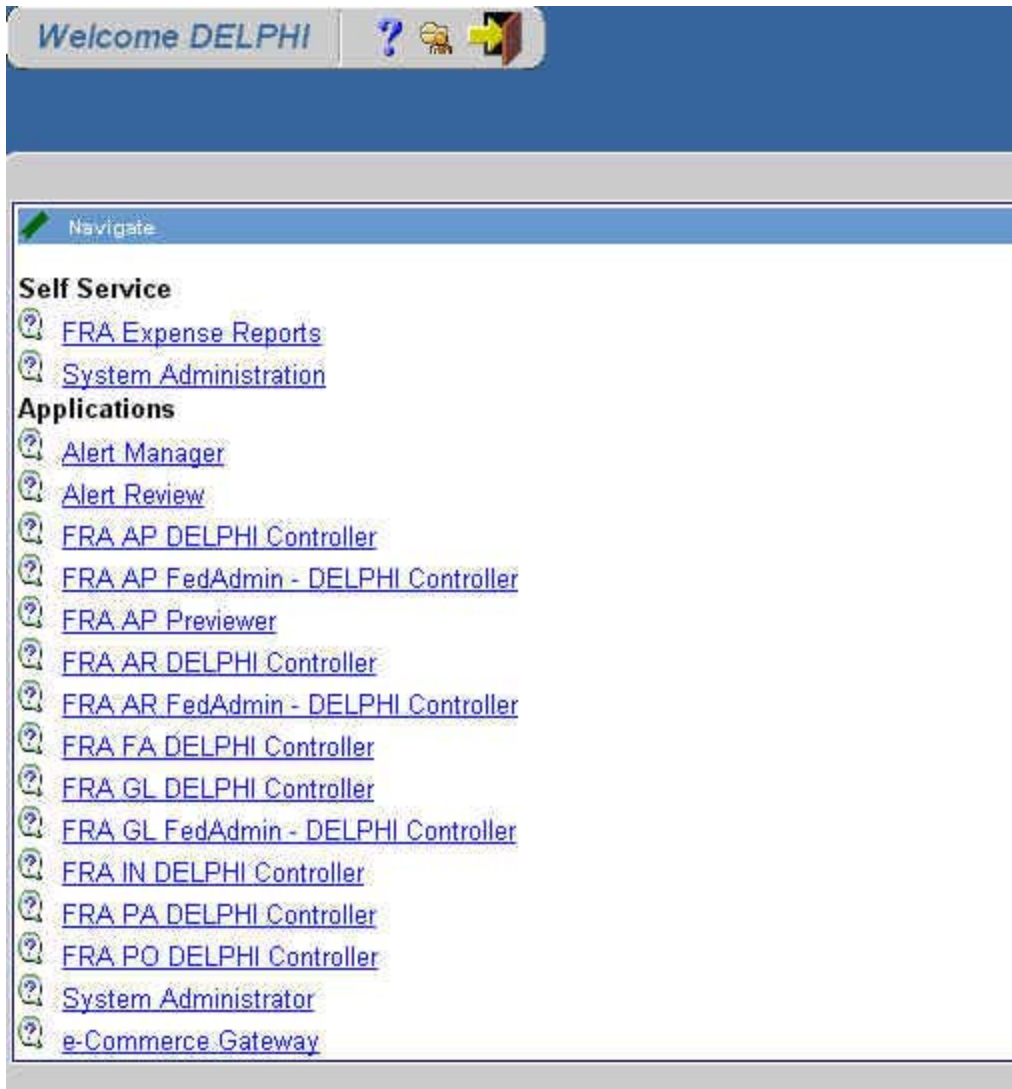 Welcome DELPHI
Navigate
Self Service
FRA Expense Reports
System Administration
Applications
Alert Manager
Alert Review
FRA AP DELPHI Controller
FRA AP FedAdmin - DELPHI Controller
FRA AP Previewer
FRA AR DELPHI Controller
FRA AR FedAdmin - DELPHI Controller
FRA FA DELPHI Controller
FRA GL DELPHI Controller
FRA GL FedAdmin - DELPHI Controller
FRA IN DELPHI Controller
FRA PA DELPHI Controller
FRA PO DELPHI Controller
System Administrator
e-Commerce Gateway